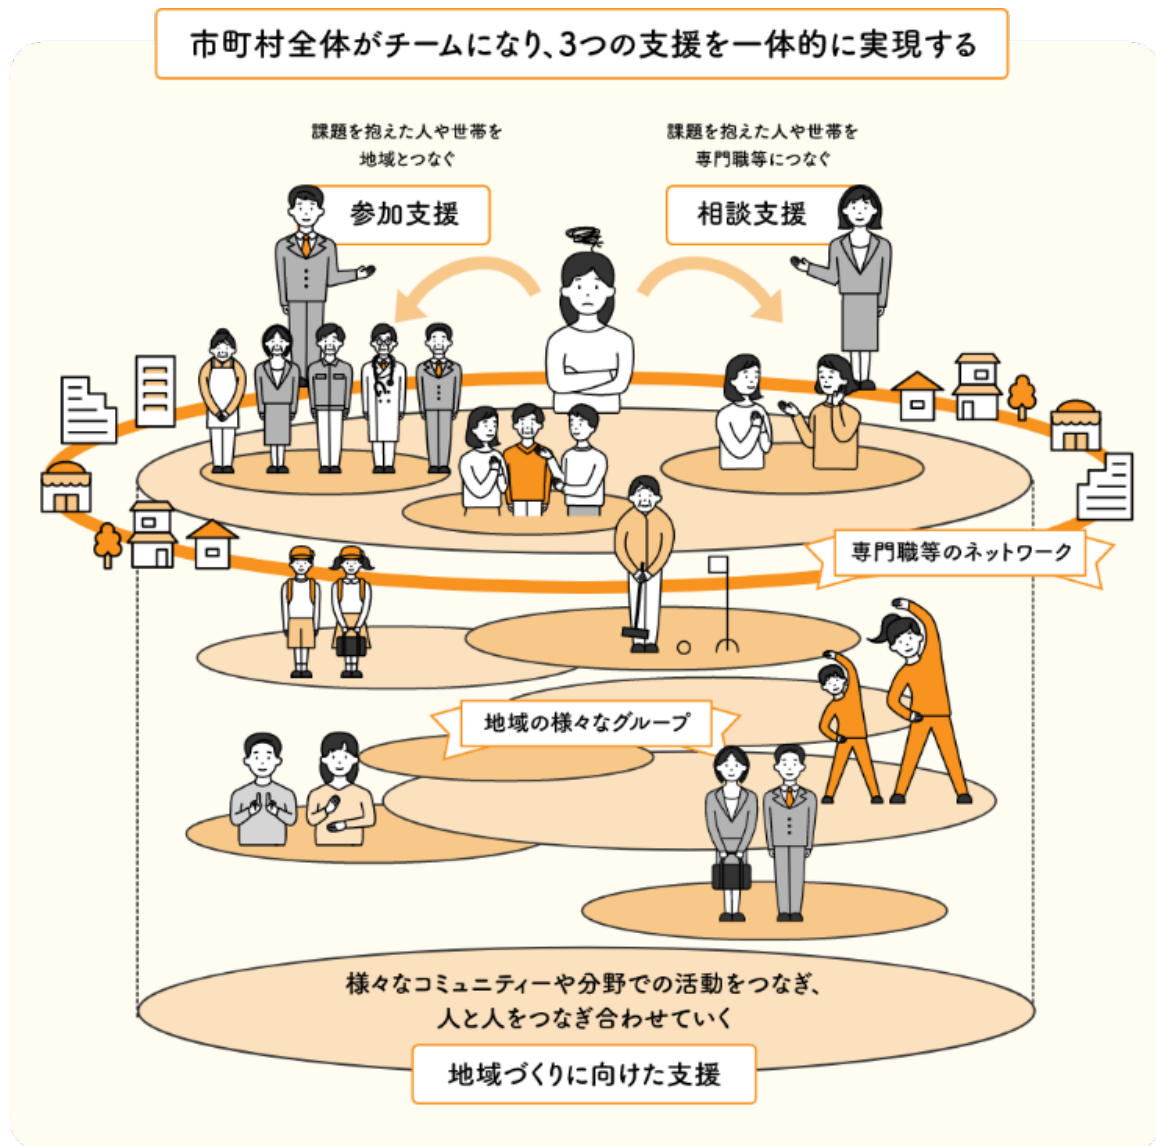 市町村全体がチームになり、3つの支援を一体的に実現する
課題を抱えた人や世帯を
地域とつなぐ
参加支援
課題を抱えた人や世帯を
専門職等につなぐ
相談支援
専門職等のネットワーク
地域の様々なグループ
様々なコミュニティーや分野での活動をつなぎ、
人と人をつなぎ合わせていく
地域づくりに向けた支援